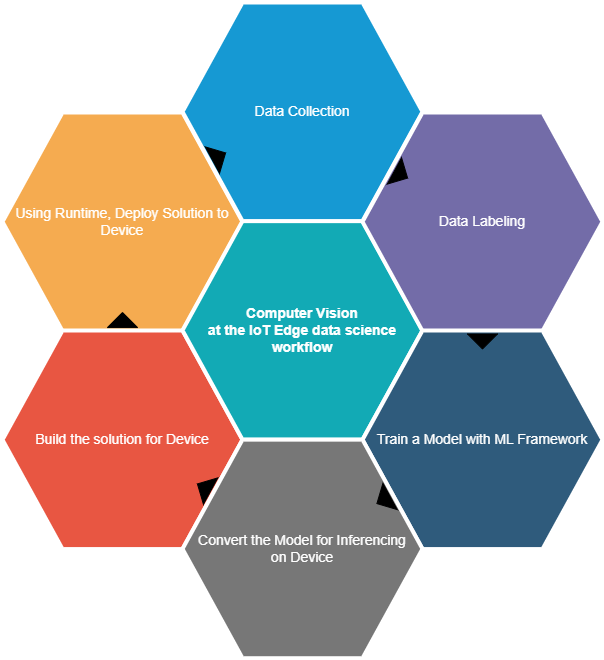 Data Collection
Data Labeling
Train a Model with ML Framework
Convert the Model for Inferencing
on Device
Build the solution for Device
Using Runtime, Deploy Solution to
Device
Computer Vision
at the IoT Edge data science
workflow